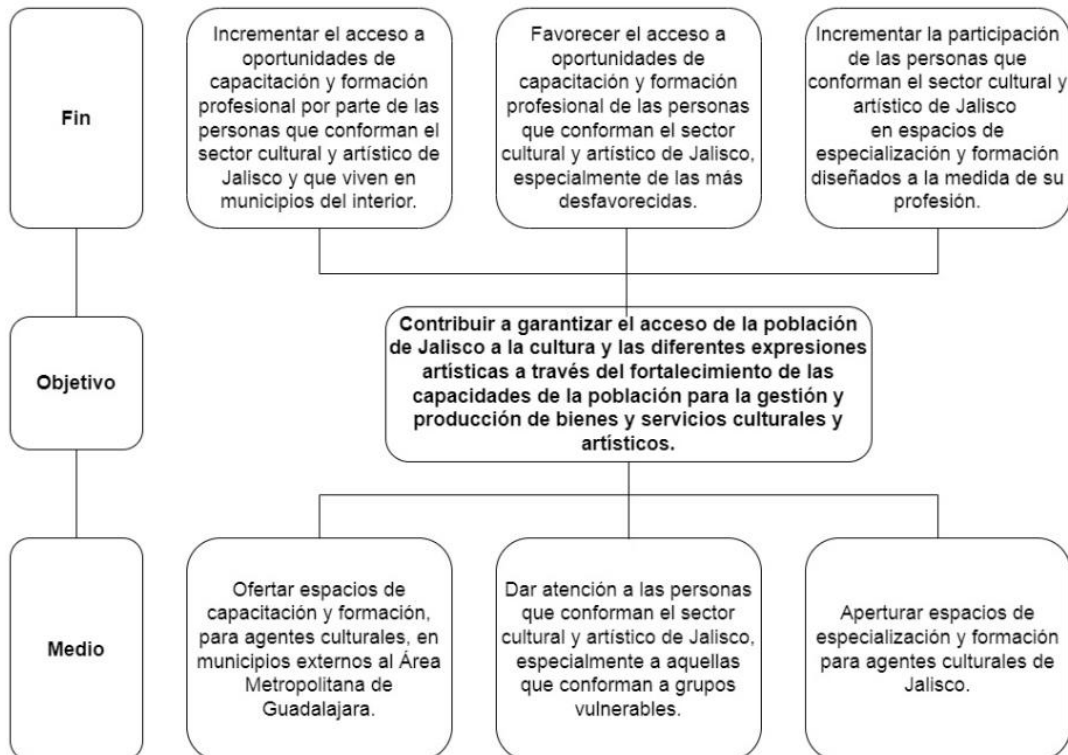 Fin
Incrementar el acceso a
oportunidades de
capacitación y formación
profesional por parte de las
personas que conforman el
sector cultural y artístico de
Jalisco y que viven en
municipios del interior.
Favorecer el acceso a
oportunidades de
capacitación y formación
profesional de las personas
que conforman el sector
cultural y artístico de Jalisco,
especialmente de las más
desfavorecidas.
Incrementar la participación
de las personas que
conforman el sector cultural y
artístico de Jalisco
en espacios de
especialización y formación
diseñados a la medida de su
profesión.
Objetivo
Contribuir a garantizar el acceso de la población
de Jalisco a la cultura y las diferentes expresiones
artísticas a través del fortalecimiento de las
capacidades de la población para la gestión y
producción de bienes y servicios culturales y
artísticos.
Medio
Ofertar espacios de
capacitación y formación,
para agentes culturales, en
municipios externos al Área
Metropolitana de
Guadalajara.
Dar atención a las personas
que conforman el sector
cultural y artístico de Jalisco,
especialmente a aquellas
que conforman a grupos
vulnerables.
Aperturar espacios de
especialización y formación
para agentes culturales de
Jalisco.